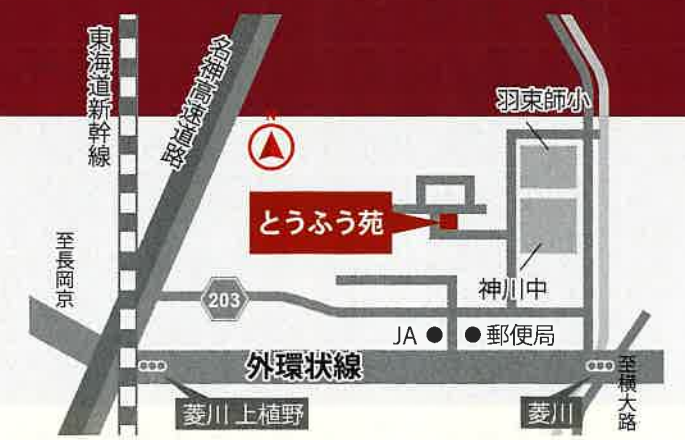 東海道新幹線
名神高速道路
N
羽束師小
とうふう苑
至長岡京
203
神川中
JA
郵便局
外環状線
至横大路
菱川 上植野
菱川